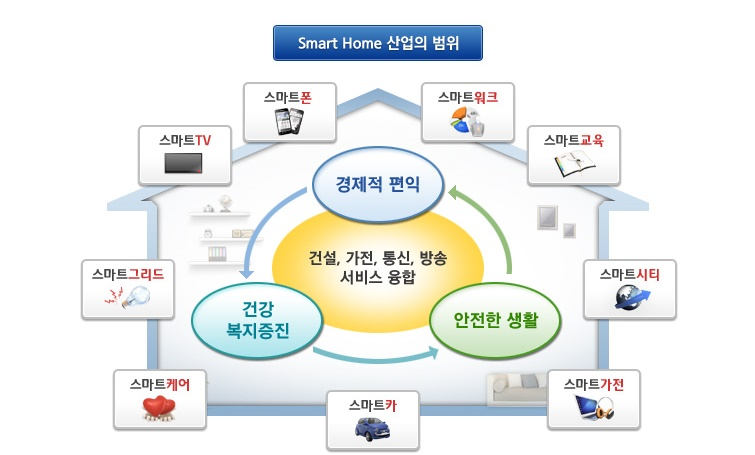 Smart Home 산업의 범위
스마트폰
스마트워크
스마트TV
스마트교육
경제적 편익
건설, 가전, 통신, 방송
서비스 융합
스마트그리드
스마트시티
건강
복지증진
안전한 생활
스마트케어
스마트카
스마트가전